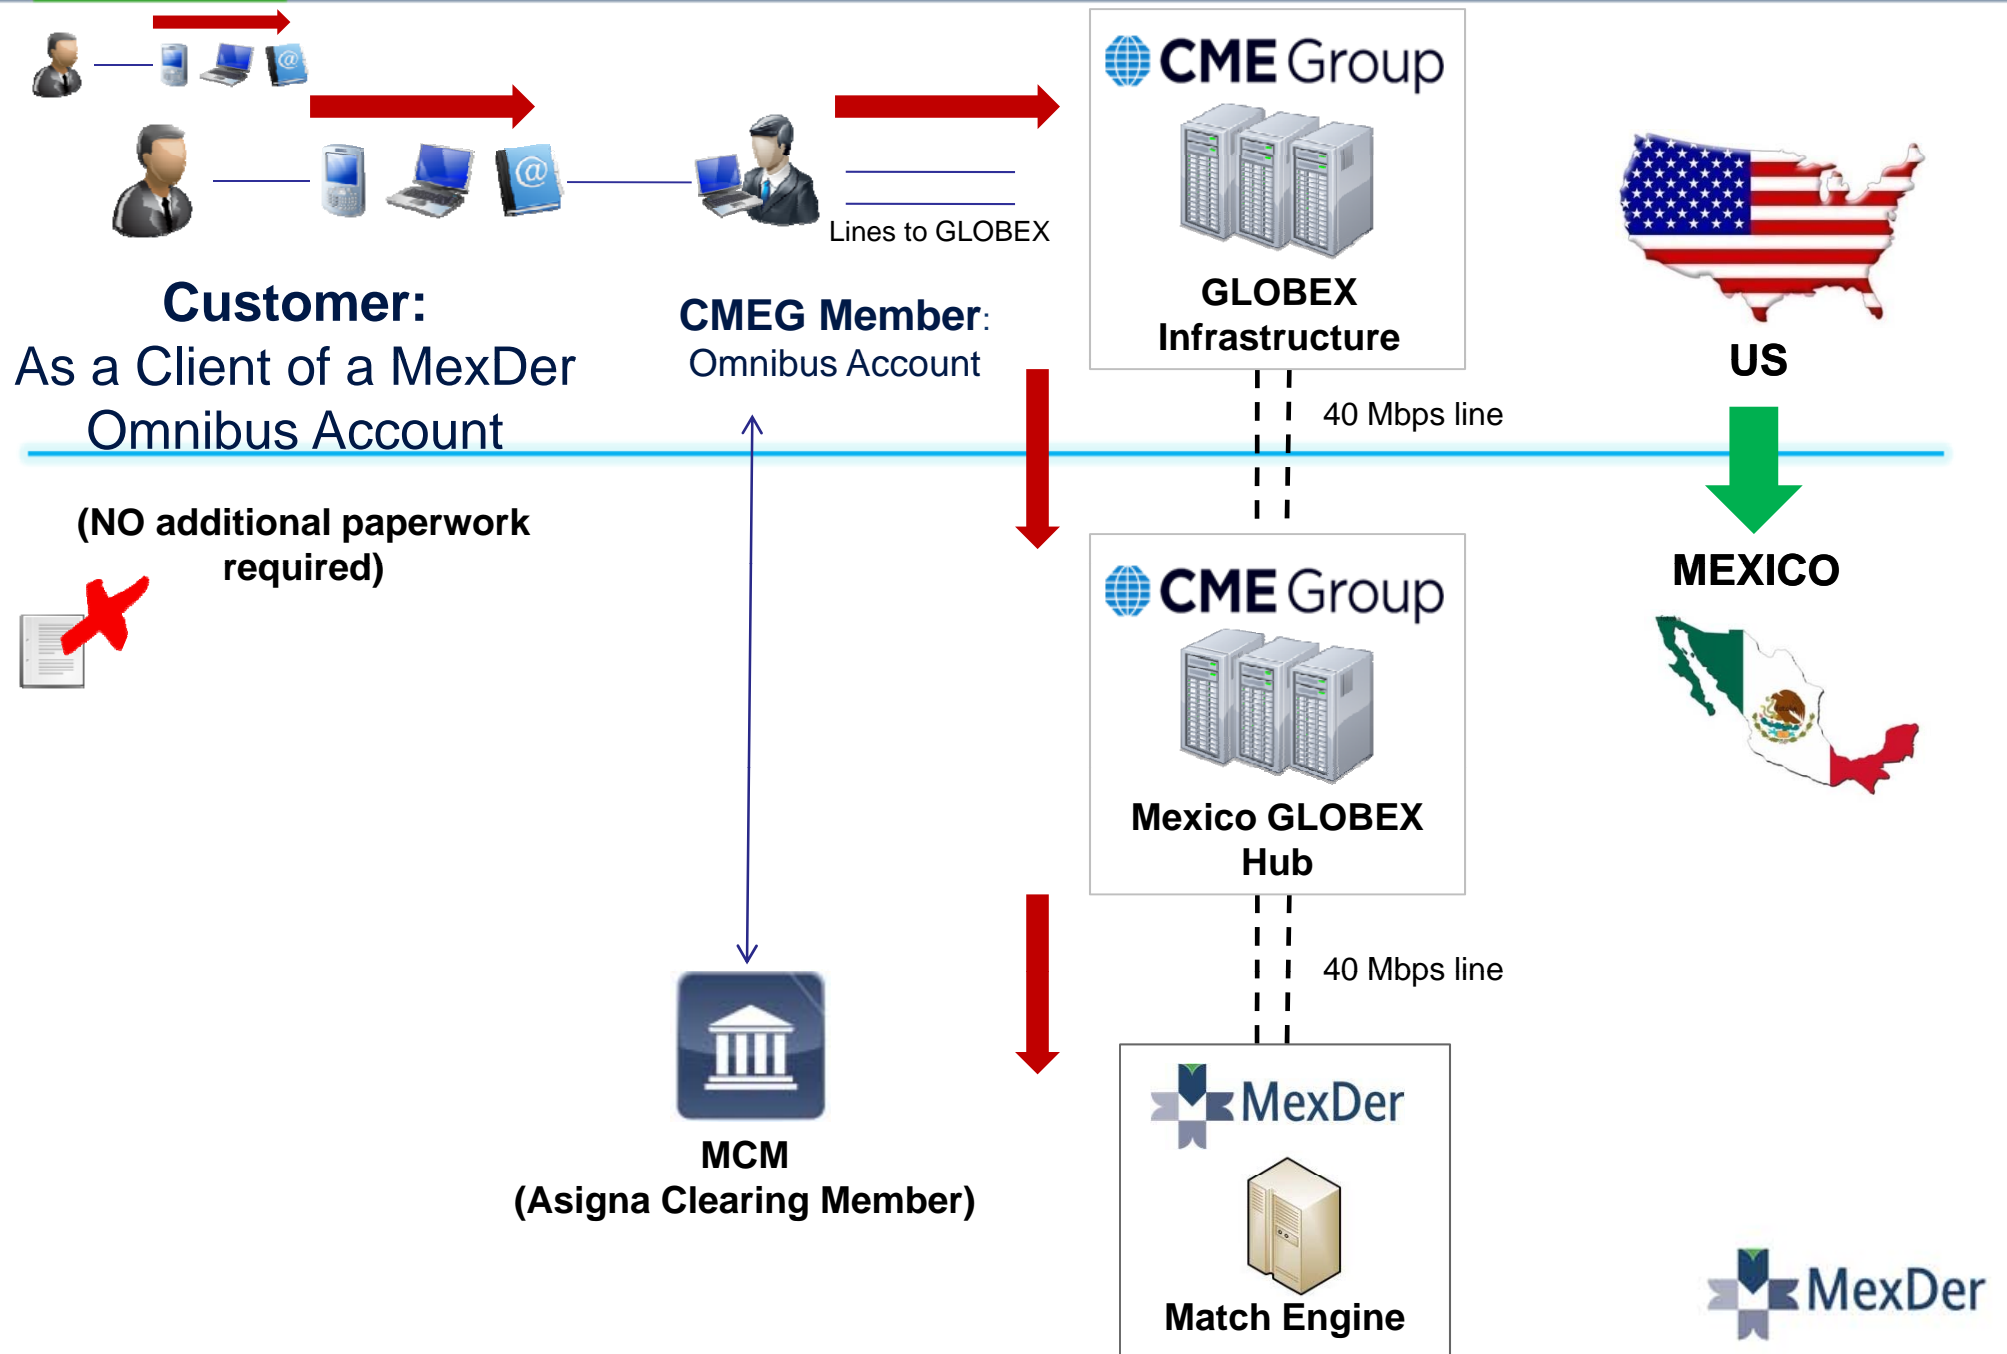 CME Group
Lines to GLOBEX
Customer:
As a Client of a MexDer
Omnibus Account
CMEG Member:
Omnibus Account
GLOBEX
Infrastructure
US
40 Mbps line
(NO additional paperwork
required)
CME Group
MEXICO
Mexico GLOBEX
Hub
40 Mbps line
MexDer
MCM
(Asigna Clearing Member)
Match Engine
MexDer